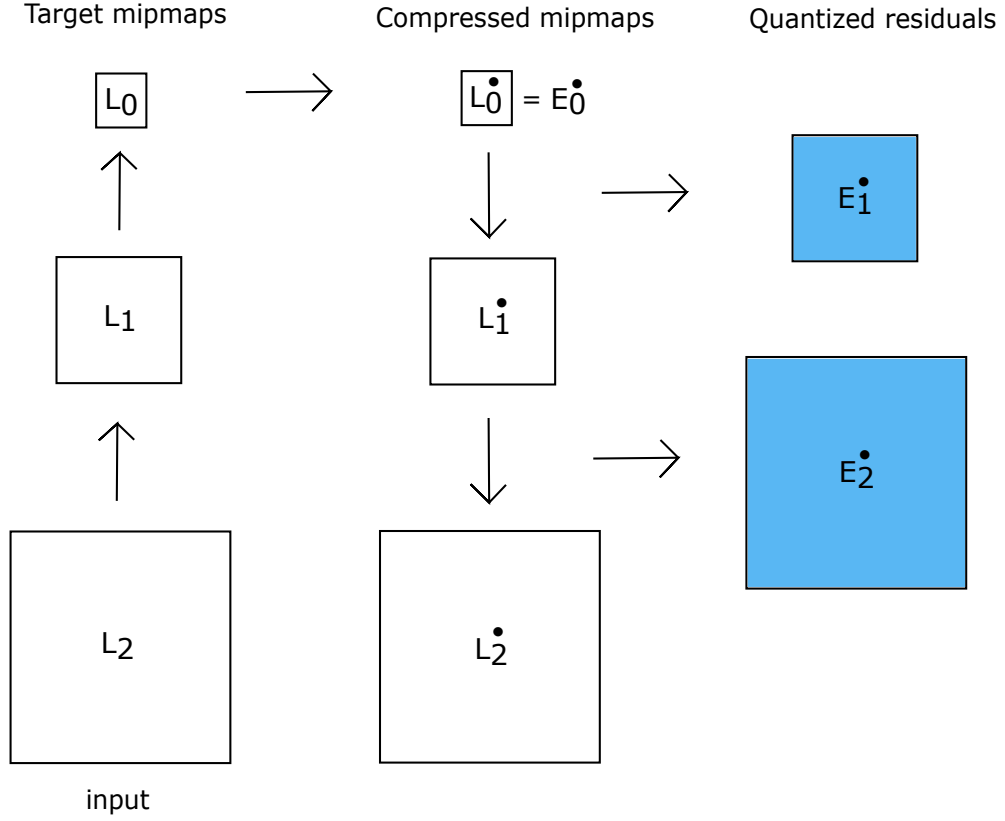 Target mipmaps
Compressed mipmaps
Quantized residuals
L0
L0• = E0•
E1•
L1
L1•
E2•
L2
L2•
input